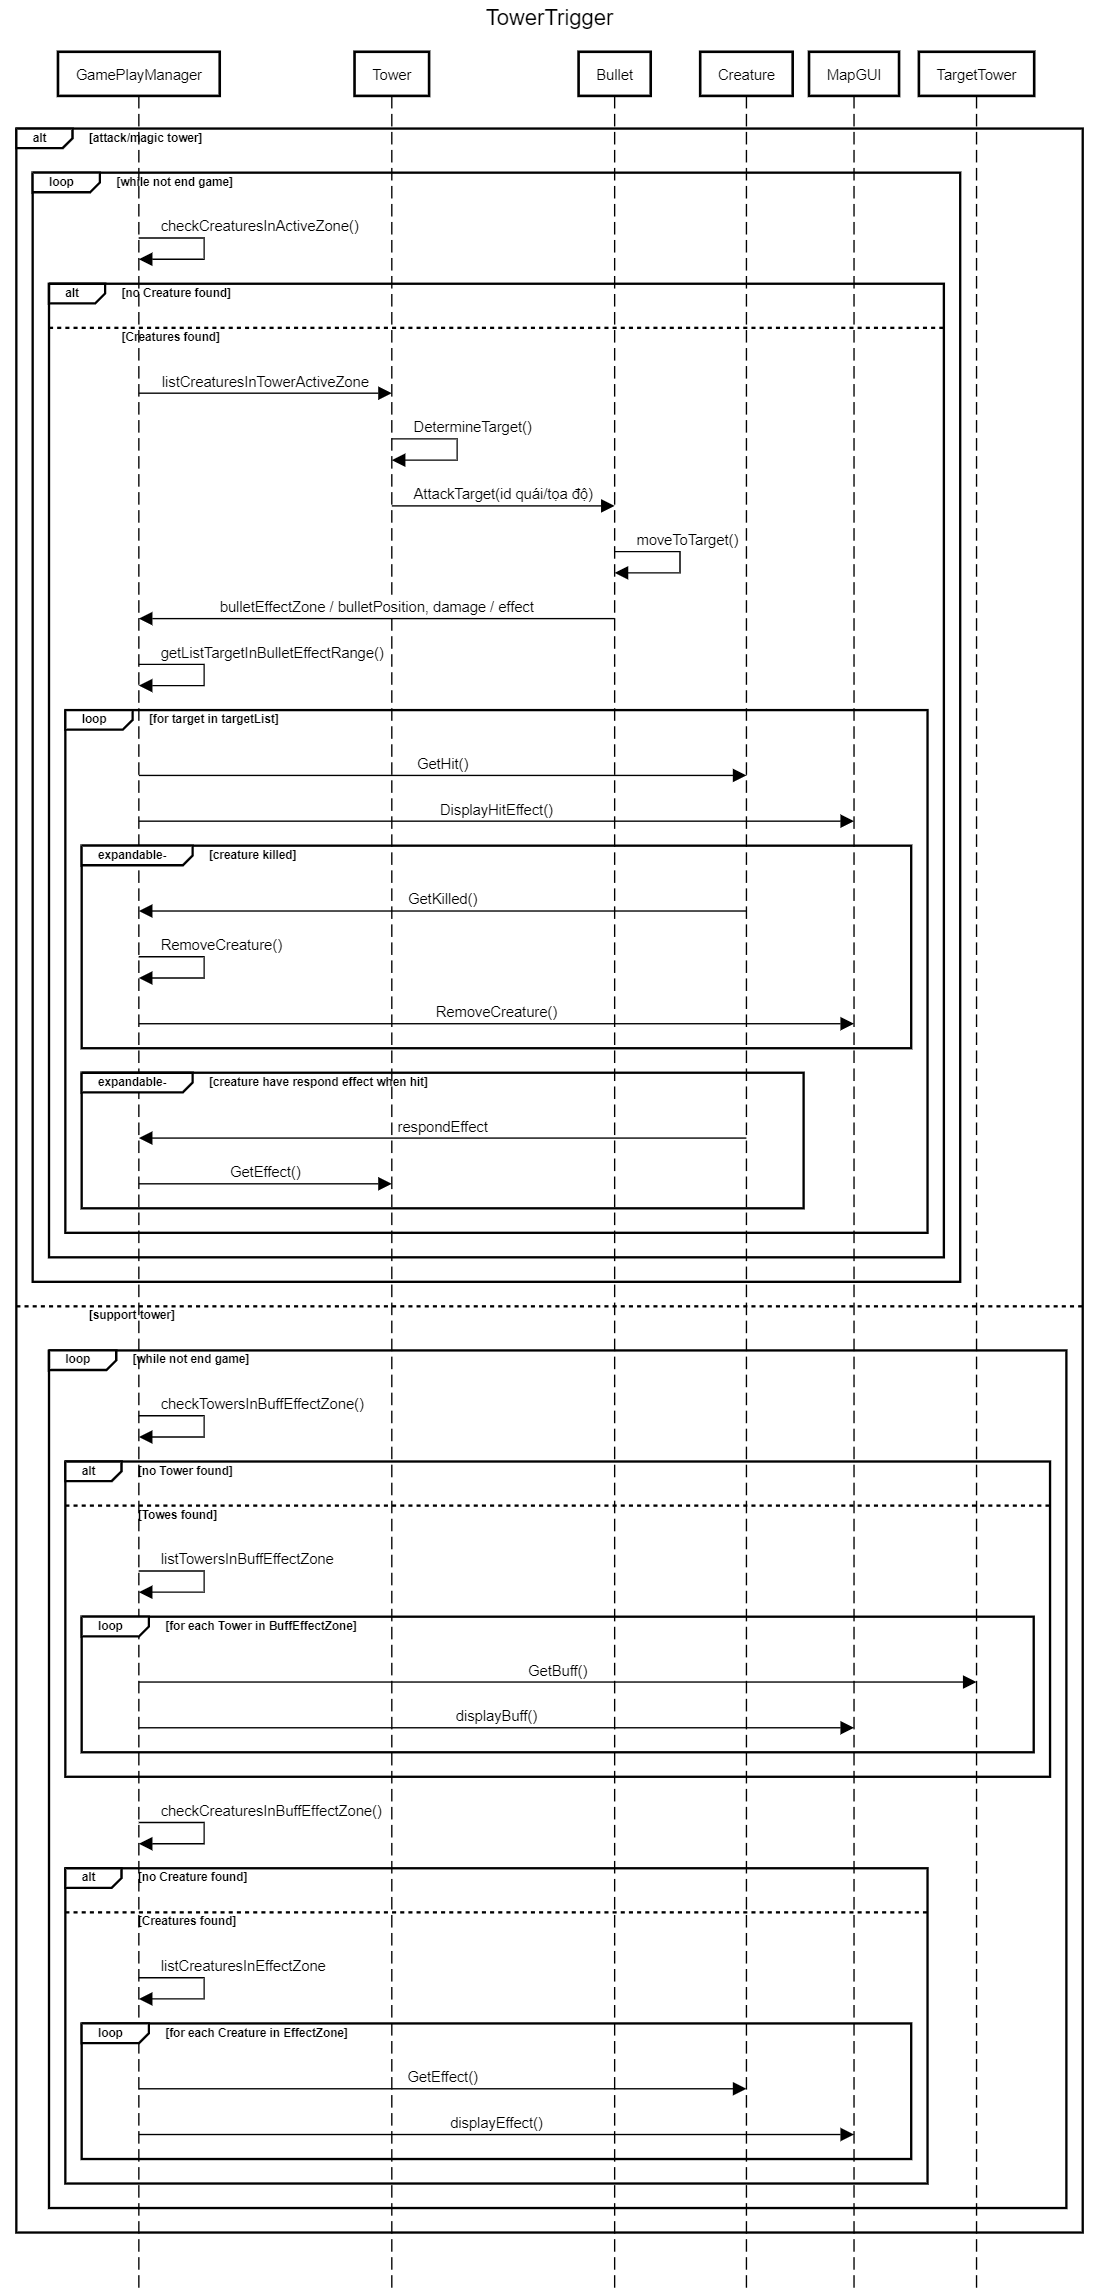 TowerTrigger
GamePlayManager
Tower
Bullet
Creature
MapGUI
TargetTower
alt [attack/magic tower]
loop [while not end game]
checkCreaturesInActiveZone()
alt [no Creature found]
[Creatures found]
listCreaturesInTowerActiveZone
DetermineTarget()
AttackTarget(id quái/tọa độ)
moveToTarget()
bulletEffectZone / bulletPosition, damage / effect
getListTargetInBulletEffectRange()
loop [for target in targetList]
GetHit()
DisplayHitEffect()
expandable- [creature killed]
GetKilled()
RemoveCreature()
RemoveCreature()
expandable- [creature have respond effect when hit]
respondEffect
GetEffect()
[support tower]
loop [while not end game]
checkTowersInBuffEffectZone()
alt [no Tower found]
[Towes found]
listTowersInBuffEffectZone
loop [for each Tower in BuffEffectZone]
GetBuff()
displayBuff()
checkCreaturesInBuffEffectZone()
alt [no Creature found]
[Creatures found]
listCreaturesInEffectZone
loop [for each Creature in EffectZone]
GetEffect()
displayEffect()